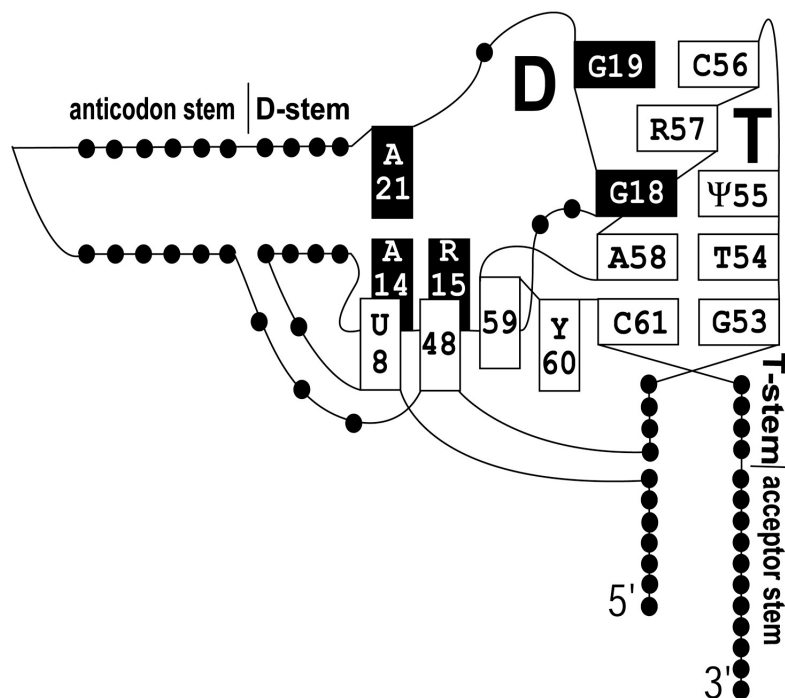 D
G19
C56
anticodon stem
D-stem
R57
T
A
21
G18
Ψ55
A
14
R
15
A58
T54
U
8
48
59
Y
60
C61
G53
T-stem
acceptor stem
5'
3'